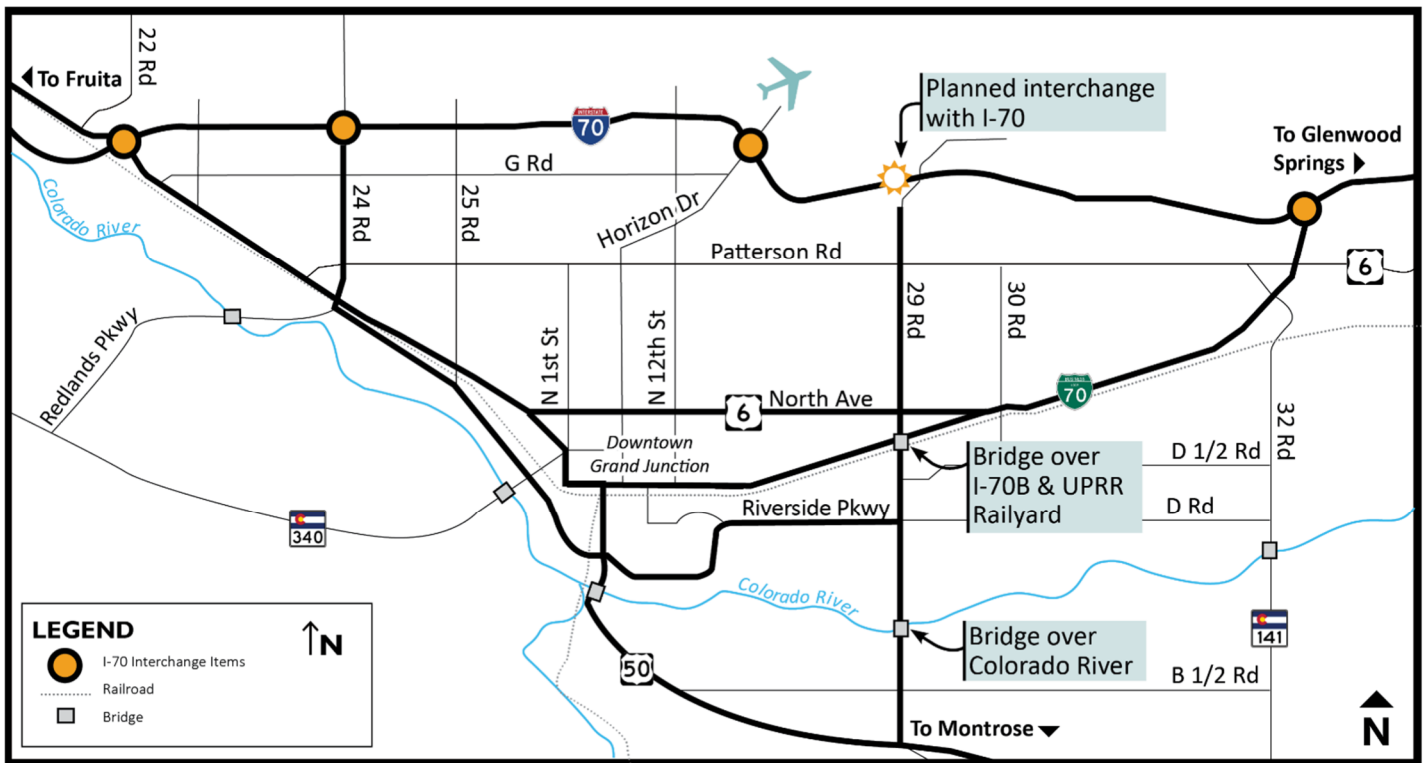 22 Rd
To Fruita
Planned interchange
with I-70
INTERSTATE
70
To Glenwood
Springs
G Rd
Colorado River
24 Rd
25 Rd
Horizon Dr
Patterson Rd
6
29 Rd
30 Rd
Redlands Pkwy
N 1st St
N 12th St
North Ave
6
70
32 Rd
Downtown
Grand Junction
Bridge over
I-70B & UPRR
Railyard
D 1/2 Rd
Riverside Pkwy
D Rd
340
Colorado River
LEGEND
N
I-70 Interchange Items
Railroad
Bridge
50
Bridge over
Colorado River
141
B 1/2 Rd
To Montrose
N